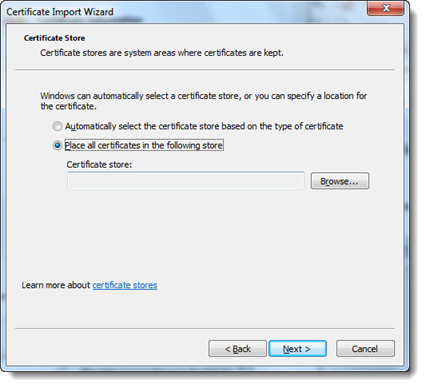 Certificate Import Wizard
Certificate Store
Certificate stores are system areas where certificates are kept.
Windows can automatically select a certificate store, or you can specify a location for
the certificate.
Automatically select the certificate store based on the type of certificate
Place all certificates in the following store
Certificate store:
Browse...
Learn more about certificate stores
< Back Next > Cancel